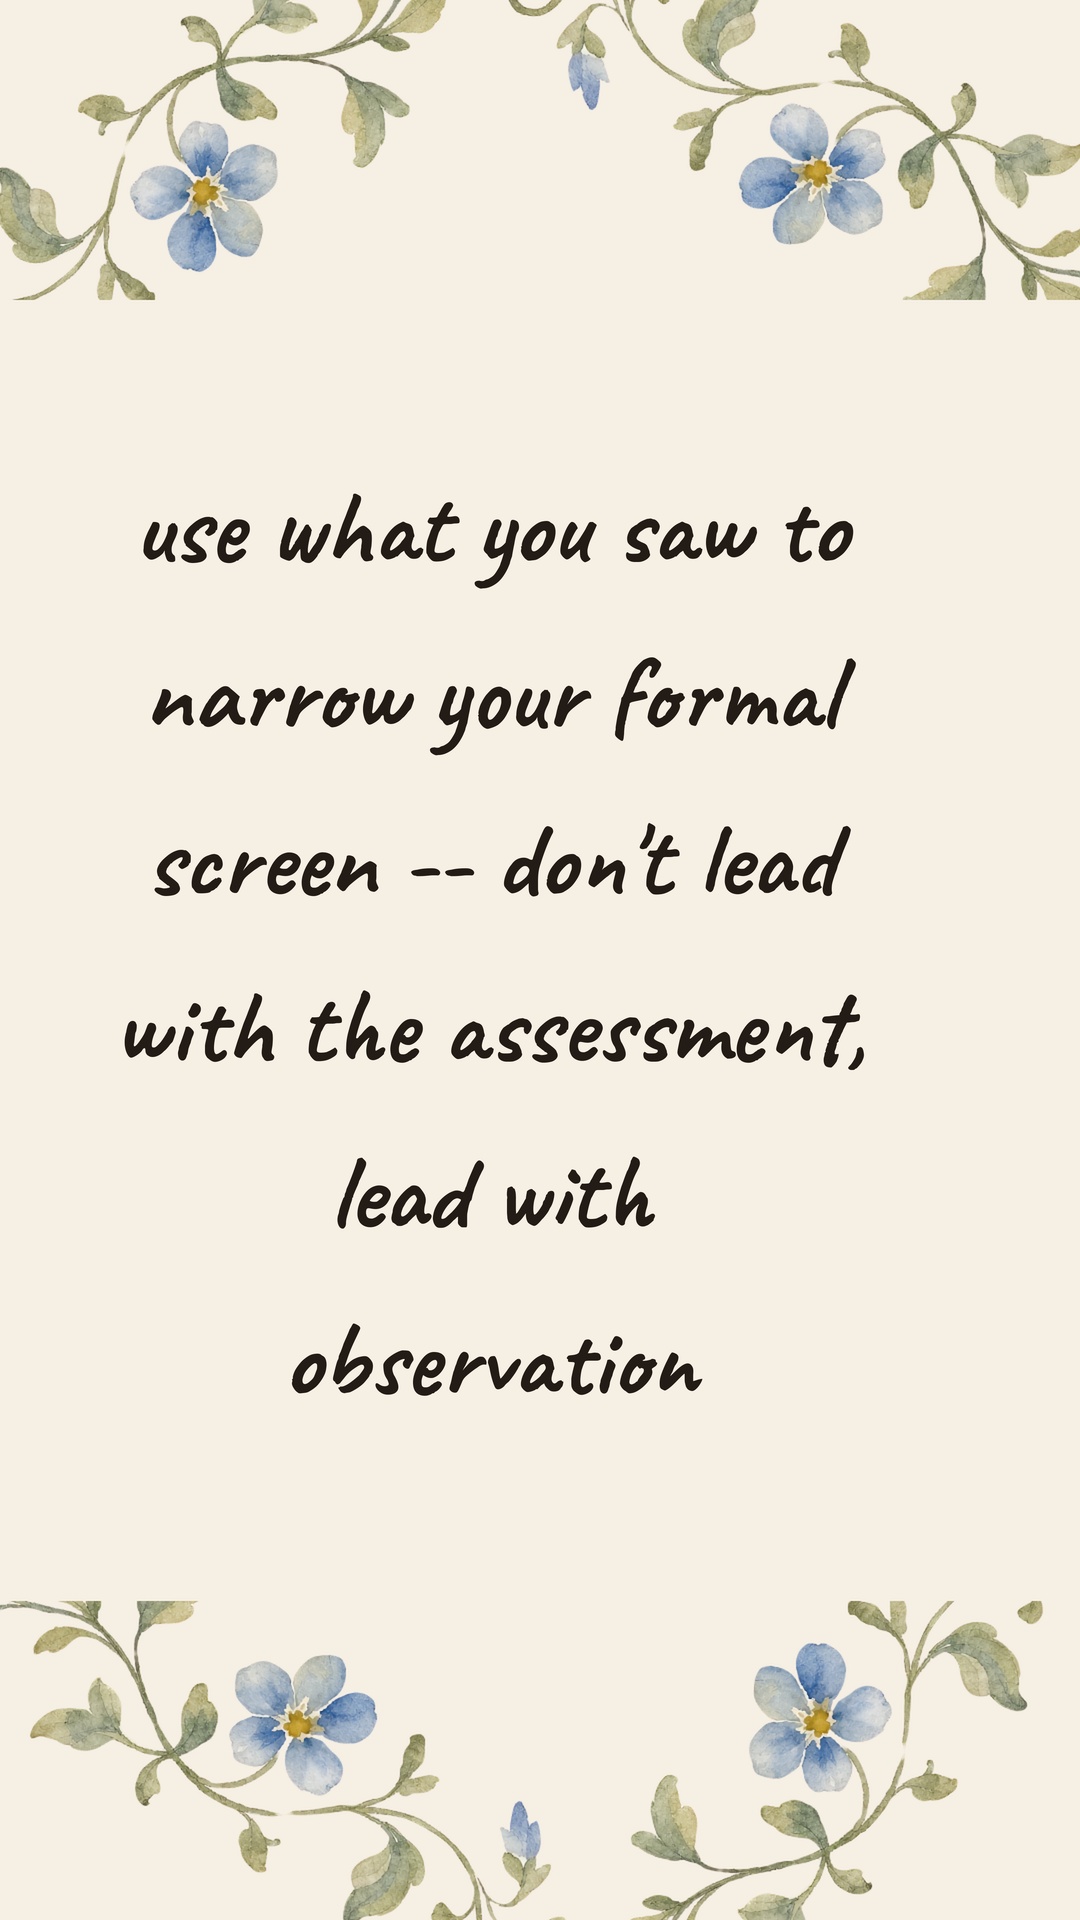 use what you saw to
narrow your formal
screen -- don't lead
with the assessment,
lead with
observation